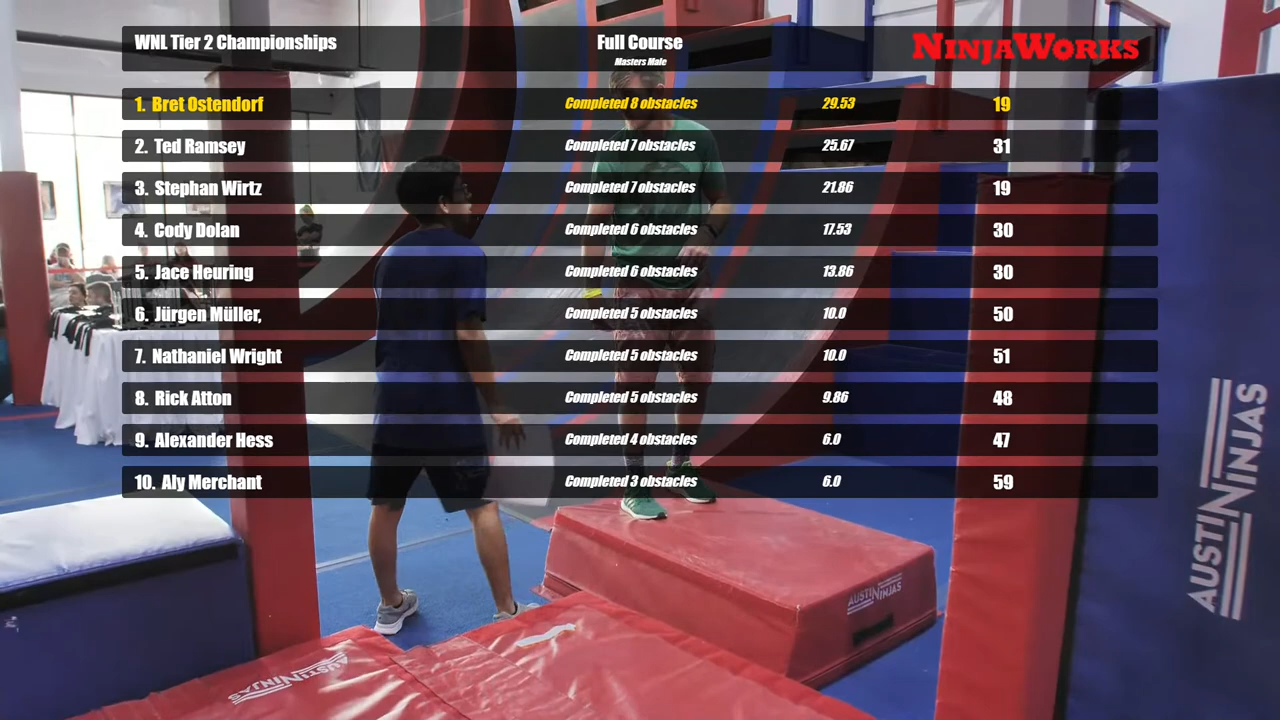 WNL Tier 2 Championships Full Course NINJAWORKS
Masters Male
1. Bret Ostendorf Completed 8 obstacles 29.53 19
2. Ted Ramsey Completed 7 obstacles 25.67 31
3. Stephan Wirtz Completed 7 obstacles 21.86 19
4. Cody Dolan Completed 6 obstacles 17.53 30
5. Jace Heuring Completed 6 obstacles 13.86 30
6. Jürgen Müller, Completed 5 obstacles 10.0 50
7. Nathaniel Wright Completed 5 obstacles 10.0 51
8. Rick Atton Completed 5 obstacles 9.86 48
9. Alexander Hess Completed 4 obstacles 6.0 47
10. Aly Merchant Completed 3 obstacles 6.0 59
AUSTIN NINJAS
AUSTIN NINJAS
AUSTIN NINJAS